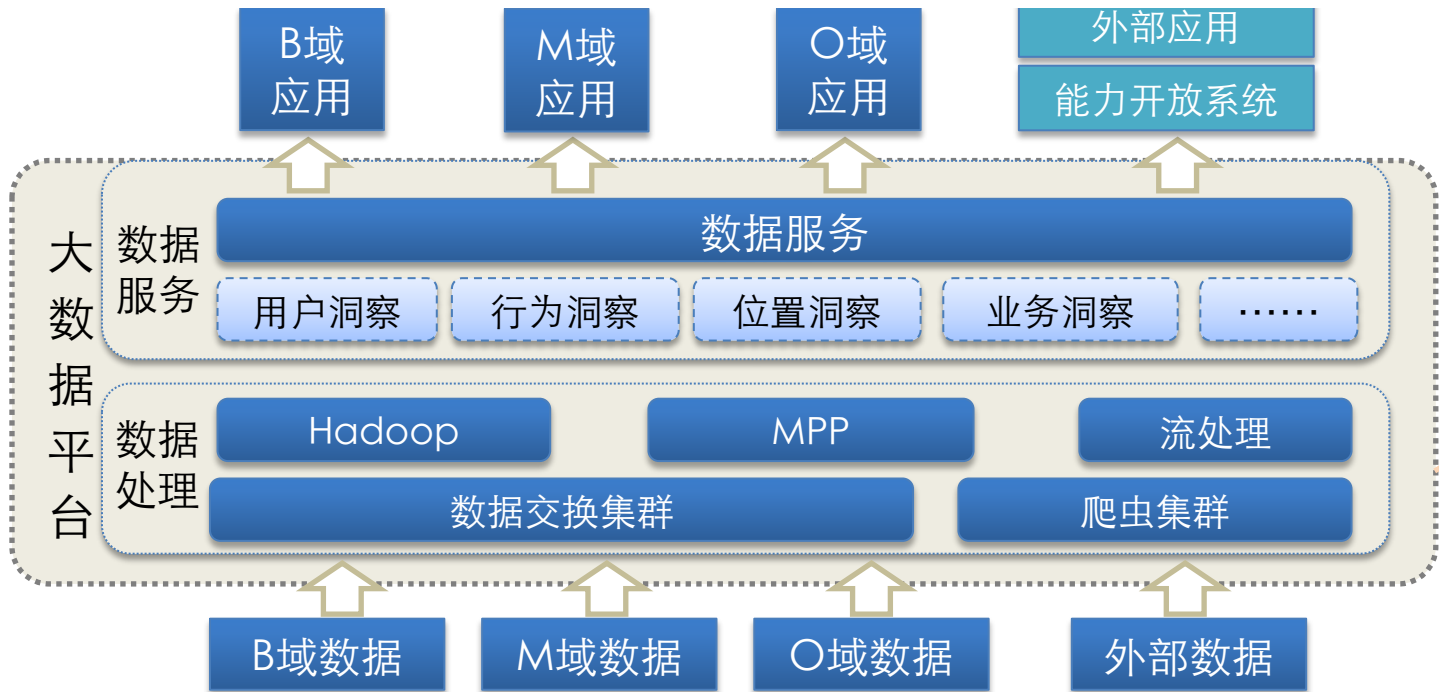 B域
应用
M域
应用
O域
应用
外部应用
能力开放系统
大数据平台
数据
服务
数据服务
用户洞察
行为洞察
位置洞察
业务洞察
······
数据
处理
Hadoop
MPP
流处理
数据交换集群
爬虫集群
B域数据
M域数据
O域数据
外部数据